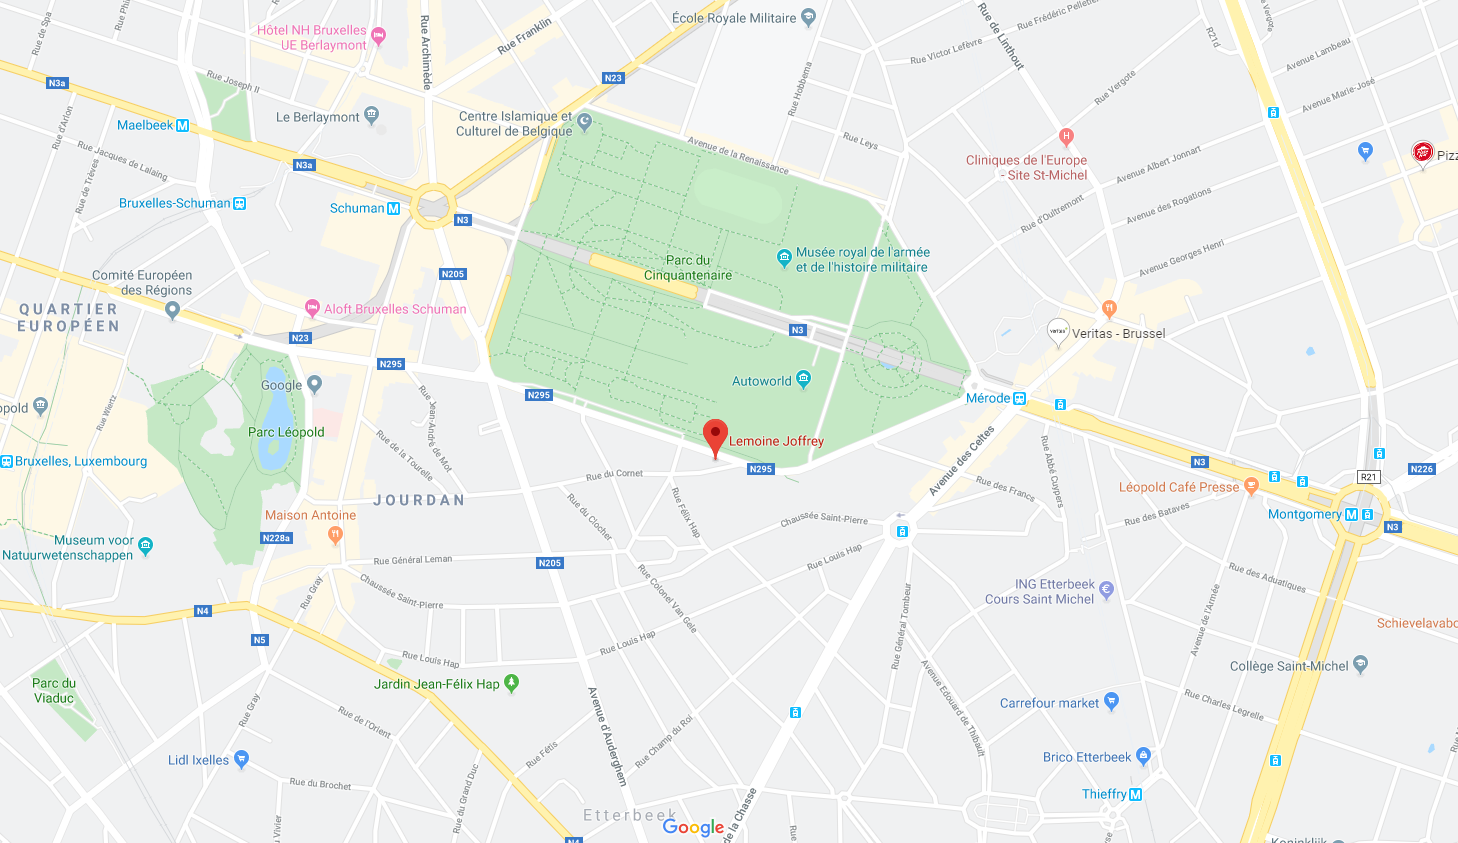 Rue de Spa
Rue Phi
Hôtel NH Bruxelles
UE Berlaymont
Rue Archimède
Rue Franklin
École Royale Militaire
Rue de Linthout
Rue Frédéric Pelletier
Rue Victor Lefèvre
R21d
Vergote
Avenue Lambeau
N3a
N23
Rue Joseph II
Rue Hobbema
Rue Vergote
Avenue Marie-José
Rue d'Arlon
Maelbeek M
Le Berlaymont
Centre Islamique et
Culturel de Belgique
Avenue de la Renaissance
Rue Leys
H
Cliniques de l'Europe
- Site St-Michel
Avenue Albert Jonnart
Pizz
Rue Jacques de Lalaing
N3a
Rue de Trèves
Bruxelles-Schuman
Schuman M
N3
Rue d'Oultremont
Avenue des Rogations
Avenue Georges Henri
Musée royal de l'armée
et de l'histoire militaire
Parc du
Cinquantenaire
N205
Comité Européen
des Régions
QUARTIER
EUROPÉEN
Aloft Bruxelles Schuman
N3
veritas
Veritas - Brussel
N23
N295
Google
Autoworld
N295
Mérode
opold
Rue Wiertz
Rue Jean-André de Mot
Parc Léopold
Rue de la Tourelle
Lemoine Joffrey
Avenue des Celtes
Rue Abbé Cuypers
N3
Bruxelles, Luxembourg
Rue du Cornet
N295
N226
R21
Rue des Francs
Léopold Café Presse
JOURDAN
Rue Félix Hap
Maison Antoine
Rue du Clocher
Chaussée Saint-Pierre
Rue des Bataves
Montgomery M
N3
N228a
Museum voor
Natuurwetenschappen
Rue Général Leman
N205
Rue Louis Hap
Rue des Aduatiques
Rue Gray
Chaussée Saint-Pierre
Rue Colonel Van Gele
Rue Général Tombeur
ING Etterbeek
Cours Saint Michel
€
Avenue de l'Armée
N4
N5
Rue Louis Hap
Rue Louis Hap
Schievelavabo
Collège Saint-Michel
Parc du
Viaduc
Jardin Jean-Félix Hap
Avenue Edouard de Thibault
Rue Gray
Rue de l'Orient
Avenue d'Auderghem
Rue Champ du Roi
Carrefour market
Rue Charles Legrelle
Lidl Ixelles
Rue Fétis
Brico Etterbeek
Rue du Brochet
Rue du Grand Duc
Thieffry M
de la Chasse
Etterbeek
Google
du Vivier
N4
Rue
Armée
Koninklijk